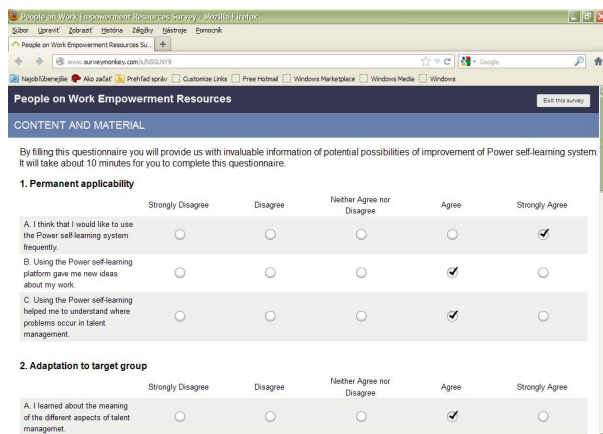 People on Work Empowerment Resources Survey - Mozilla Firefox
Súbor Upraviť Zobraziť História Záložky Nástroje Pomocník
People on Work Empowerment Resources Su... +
www.surveymonkey.com/s/NSGLNY9 Google
Najobľúbenejšie Ako začať Prehľad správ Customize Links Free Hotmail Windows Marketplace Windows Media Windows
People on Work Empowerment Resources Exit this survey
CONTENT AND MATERIAL
By filling this questionnaire you will provide us with invaluable information of potential possibilities of improvement of Power self-learning system.
It will take about 10 minutes for you to complete this questionnaire.
1. Permanent applicability
Strongly Disagree Disagree Neither Agree nor Disagree Agree Strongly Agree
A. I think that I would like to use
the Power self-learning system
frequently.
B. Using the Power self-learning
platform gave me new ideas
about my work.
C. Using the Power self-learning
helped me to understand where
problems occur in talent
management.
2. Adaptation to target group
Strongly Disagree Disagree Neither Agree nor Disagree Agree Strongly Agree
A. I learned about the meaning
of the different aspects of talent
managemet.